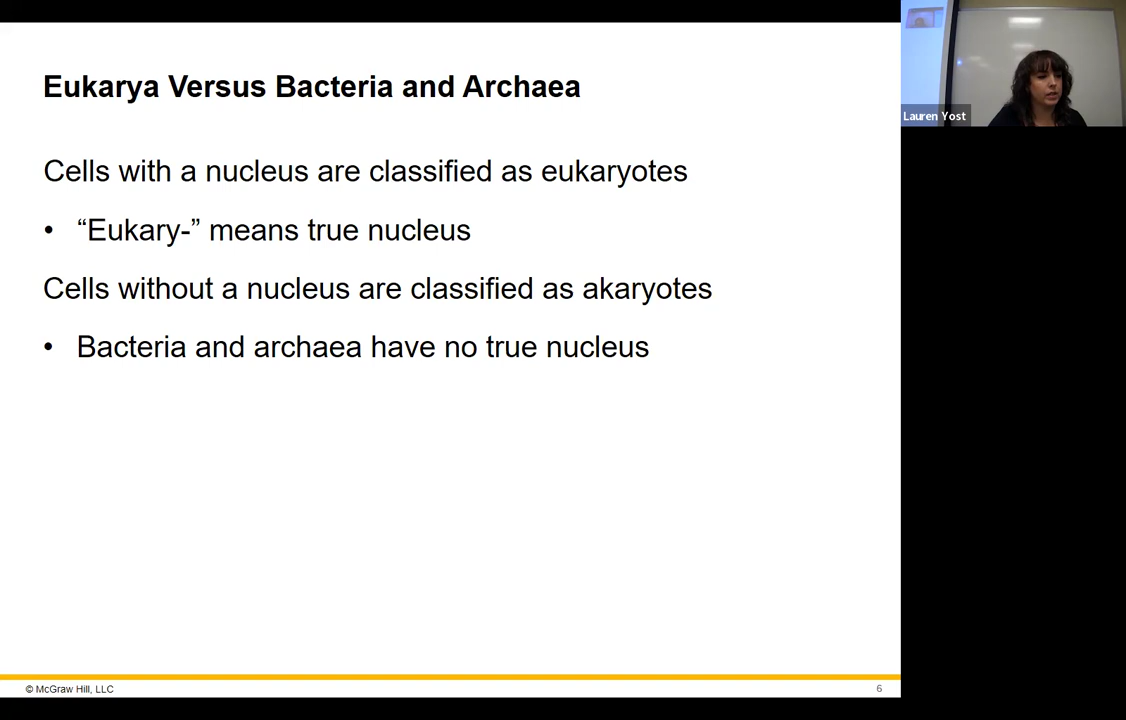 Eukarya Versus Bacteria and Archaea
Cells with a nucleus are classified as eukaryotes
• “Eukary-” means true nucleus
Cells without a nucleus are classified as akaryotes
• Bacteria and archaea have no true nucleus
© McGraw Hill, LLC
6
Lauren Yost